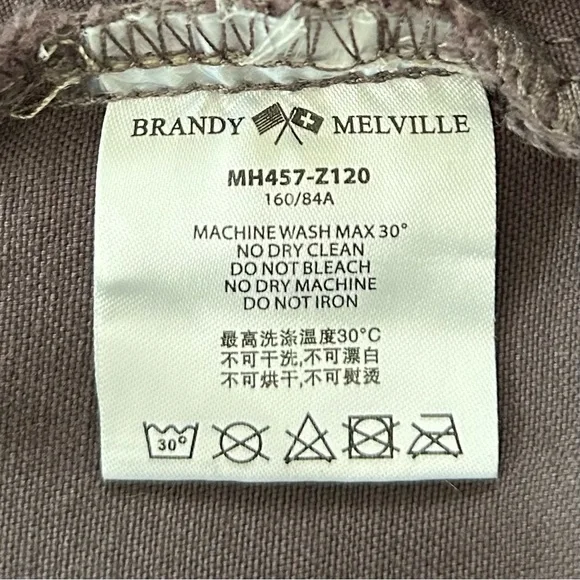 BRANDY MELVILLE
MH457-Z120
160/84A
MACHINE WASH MAX 30°
NO DRY CLEAN
DO NOT BLEACH
NO DRY MACHINE
DO NOT IRON
最高洗涤温度30°C
不可干洗,不可漂白
不可烘干,不可熨烫
30°